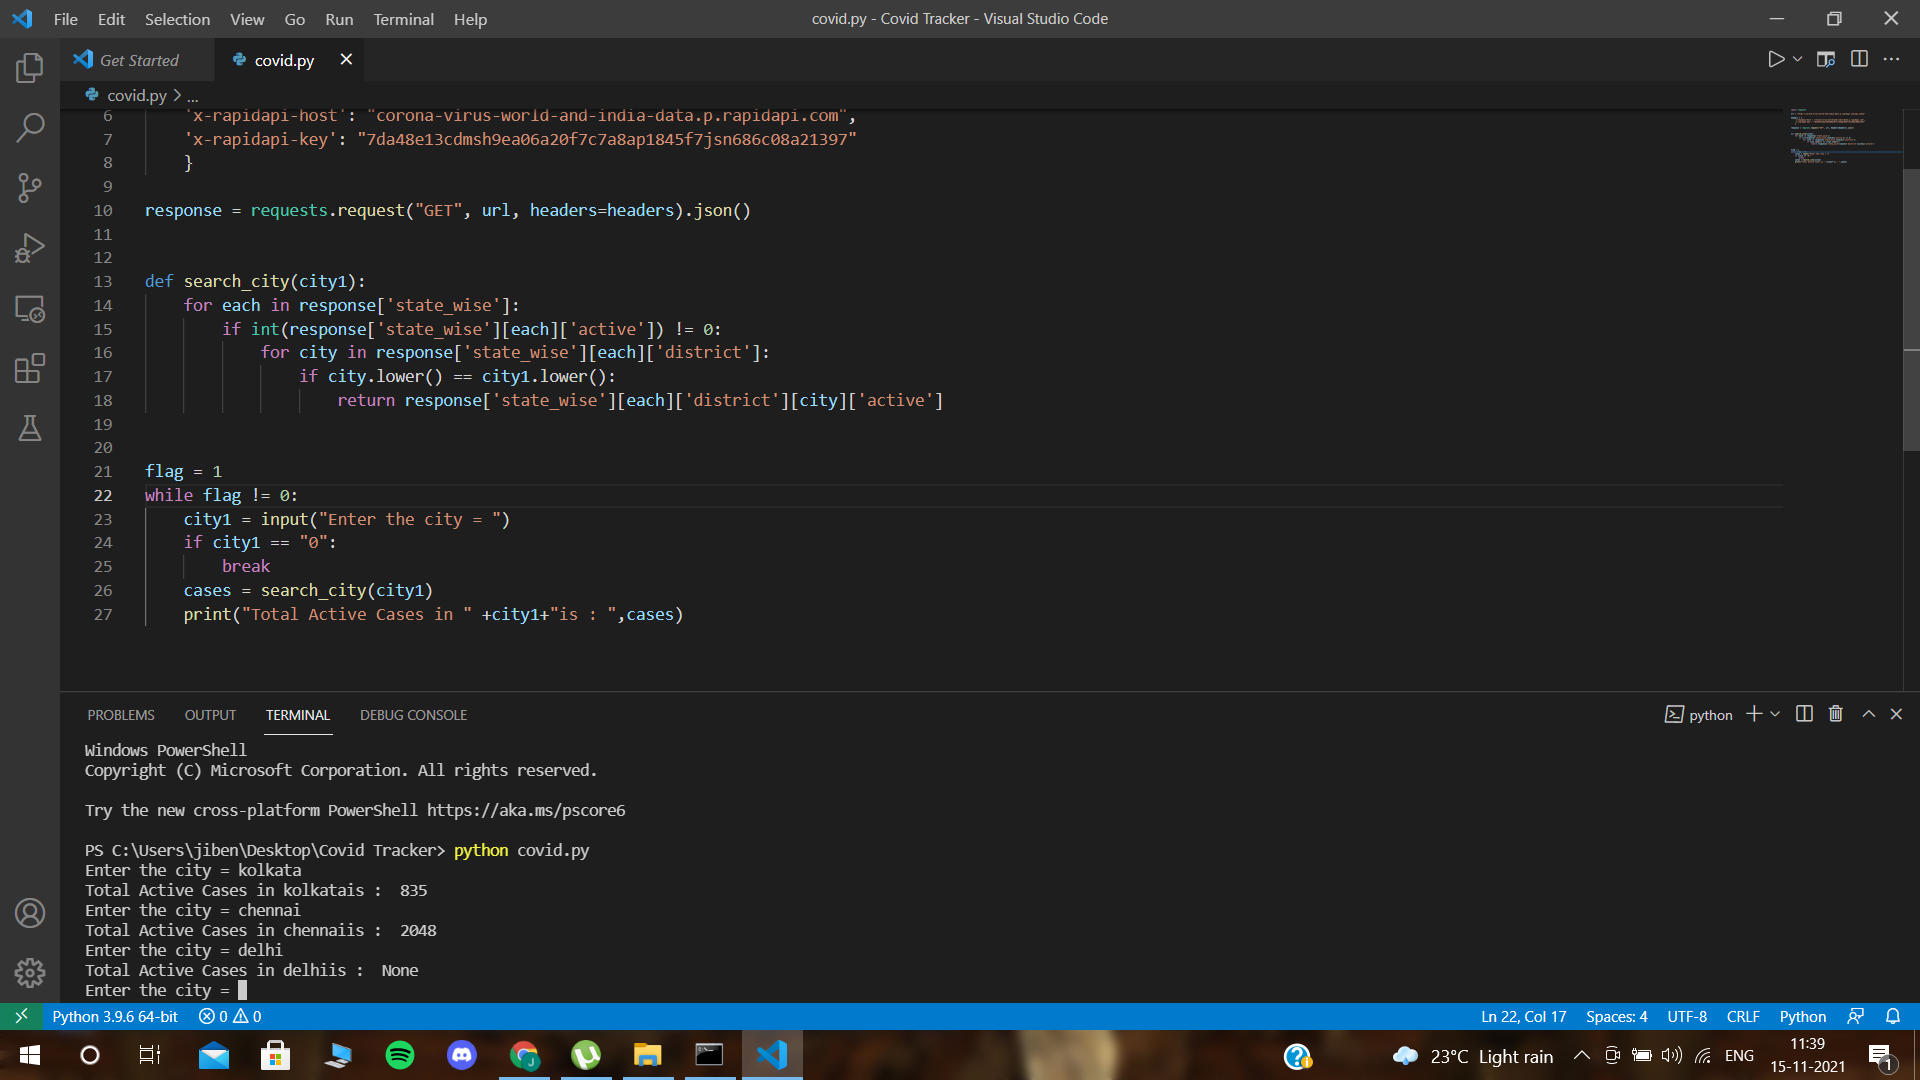 File Edit Selection View Go Run Terminal Help covid.py - Covid Tracker - Visual Studio Code
Get Started covid.py
covid.py > ...
6 'x-rapidapi-host': "corona-virus-world-and-india-data.p.rapidapi.com",
7 'x-rapidapi-key': "7da48e13cdmsh9ea06a20f7c7a8ap1845f7jsn686c08a21397"
8 }
9
10 response = requests.request("GET", url, headers=headers).json()
11
12
13 def search_city(city1):
14 for each in response['state_wise']:
15 if int(response['state_wise'][each]['active']) != 0:
16 for city in response['state_wise'][each]['district']:
17 if city.lower() == city1.lower():
18 return response['state_wise'][each]['district'][city]['active']
19
20
21 flag = 1
22 while flag != 0:
23 city1 = input("Enter the city = ")
24 if city1 == "0":
25 break
26 cases = search_city(city1)
27 print("Total Active Cases in " +city1+"is : ",cases)
PROBLEMS OUTPUT TERMINAL DEBUG CONSOLE python
Windows PowerShell
Copyright (C) Microsoft Corporation. All rights reserved.
Try the new cross-platform PowerShell https://aka.ms/pscore6
PS C:\Users\jiben\Desktop\Covid Tracker> python covid.py
Enter the city = kolkata
Total Active Cases in kolkatais :  835
Enter the city = chennai
Total Active Cases in chennaiis :  2048
Enter the city = delhi
Total Active Cases in delhiis :  None
Enter the city =
Python 3.9.6 64-bit 0 0 Ln 22, Col 17 Spaces: 4 UTF-8 CRLF Python
23°C Light rain ENG 11:39
15-11-2021 1